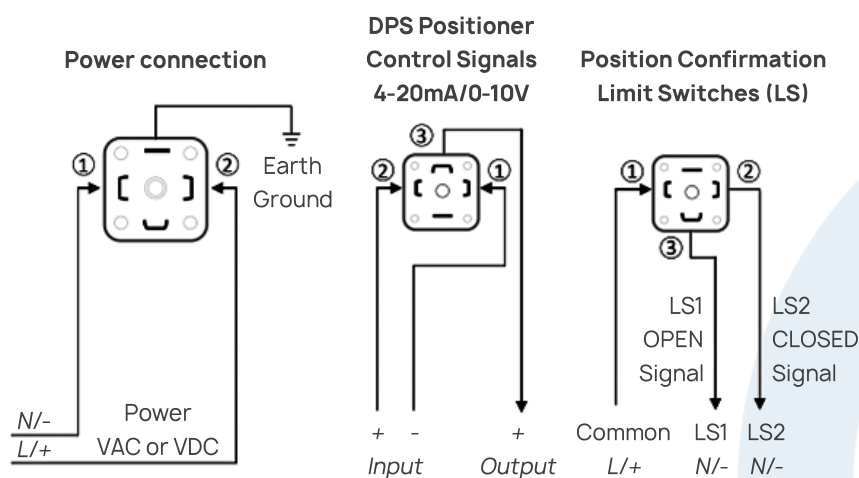 Power connection
①
②
Earth
Ground
N/-
L/+
Power
VAC or VDC
DPS Positioner
Control Signals
4-20mA/0-10V
③
②
①
+ - +
Input Output
Position Confirmation
Limit Switches (LS)
①
②
③
LS1
OPEN
Signal
LS2
CLOSED
Signal
Common LS1 LS2
L/+ N/- N/-